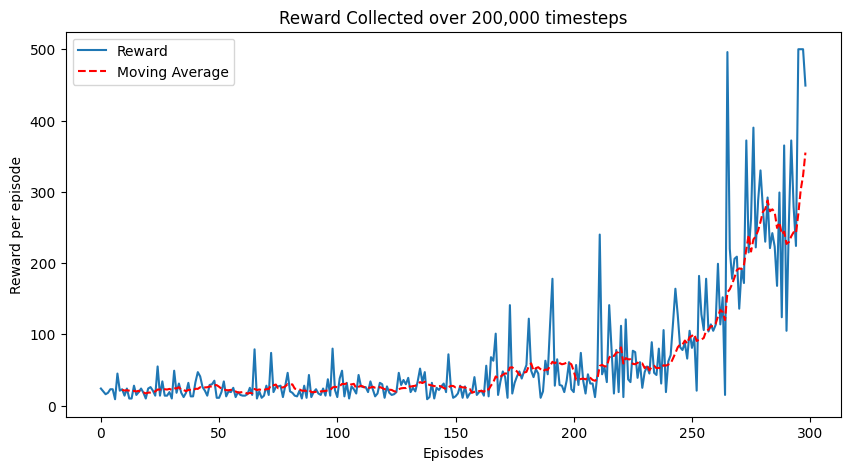 Reward Collected over 200,000 timesteps
Reward
Moving Average
Reward per episode
500
400
300
200
100
0
0
50
100
150
200
250
300
Episodes